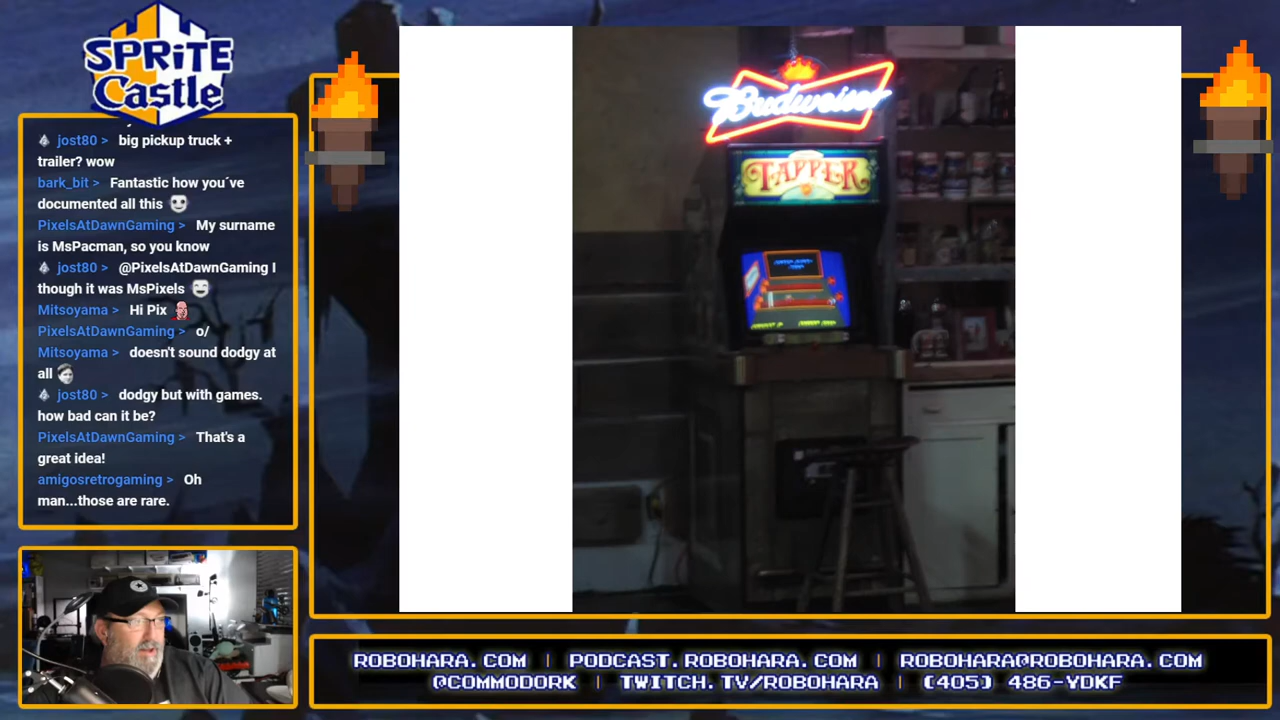 SPRiTE
Castle
jost80 > big pickup truck +
trailer? wow
bark_bit > Fantastic how you´ve
documented all this
PixelsAtDawnGaming > My surname
is MsPacman, so you know
jost80 > @PixelsAtDawnGaming I
though it was MsPixels
Mitsoyama > Hi Pix
PixelsAtDawnGaming > o/
Mitsoyama > doesn't sound dodgy at
all
jost80 > dodgy but with games.
how bad can it be?
PixelsAtDawnGaming > That's a
great idea!
amigosretrogaming > Oh
man...those are rare.
Budweiser
TAPPER
ROBOHARA.COM | PODCAST.ROBOHARA.COM | ROBOHARA@ROBOHARA.COM
@COMMODORK | TWITCH.TV/ROBOHARA | (405) 486-YDKF